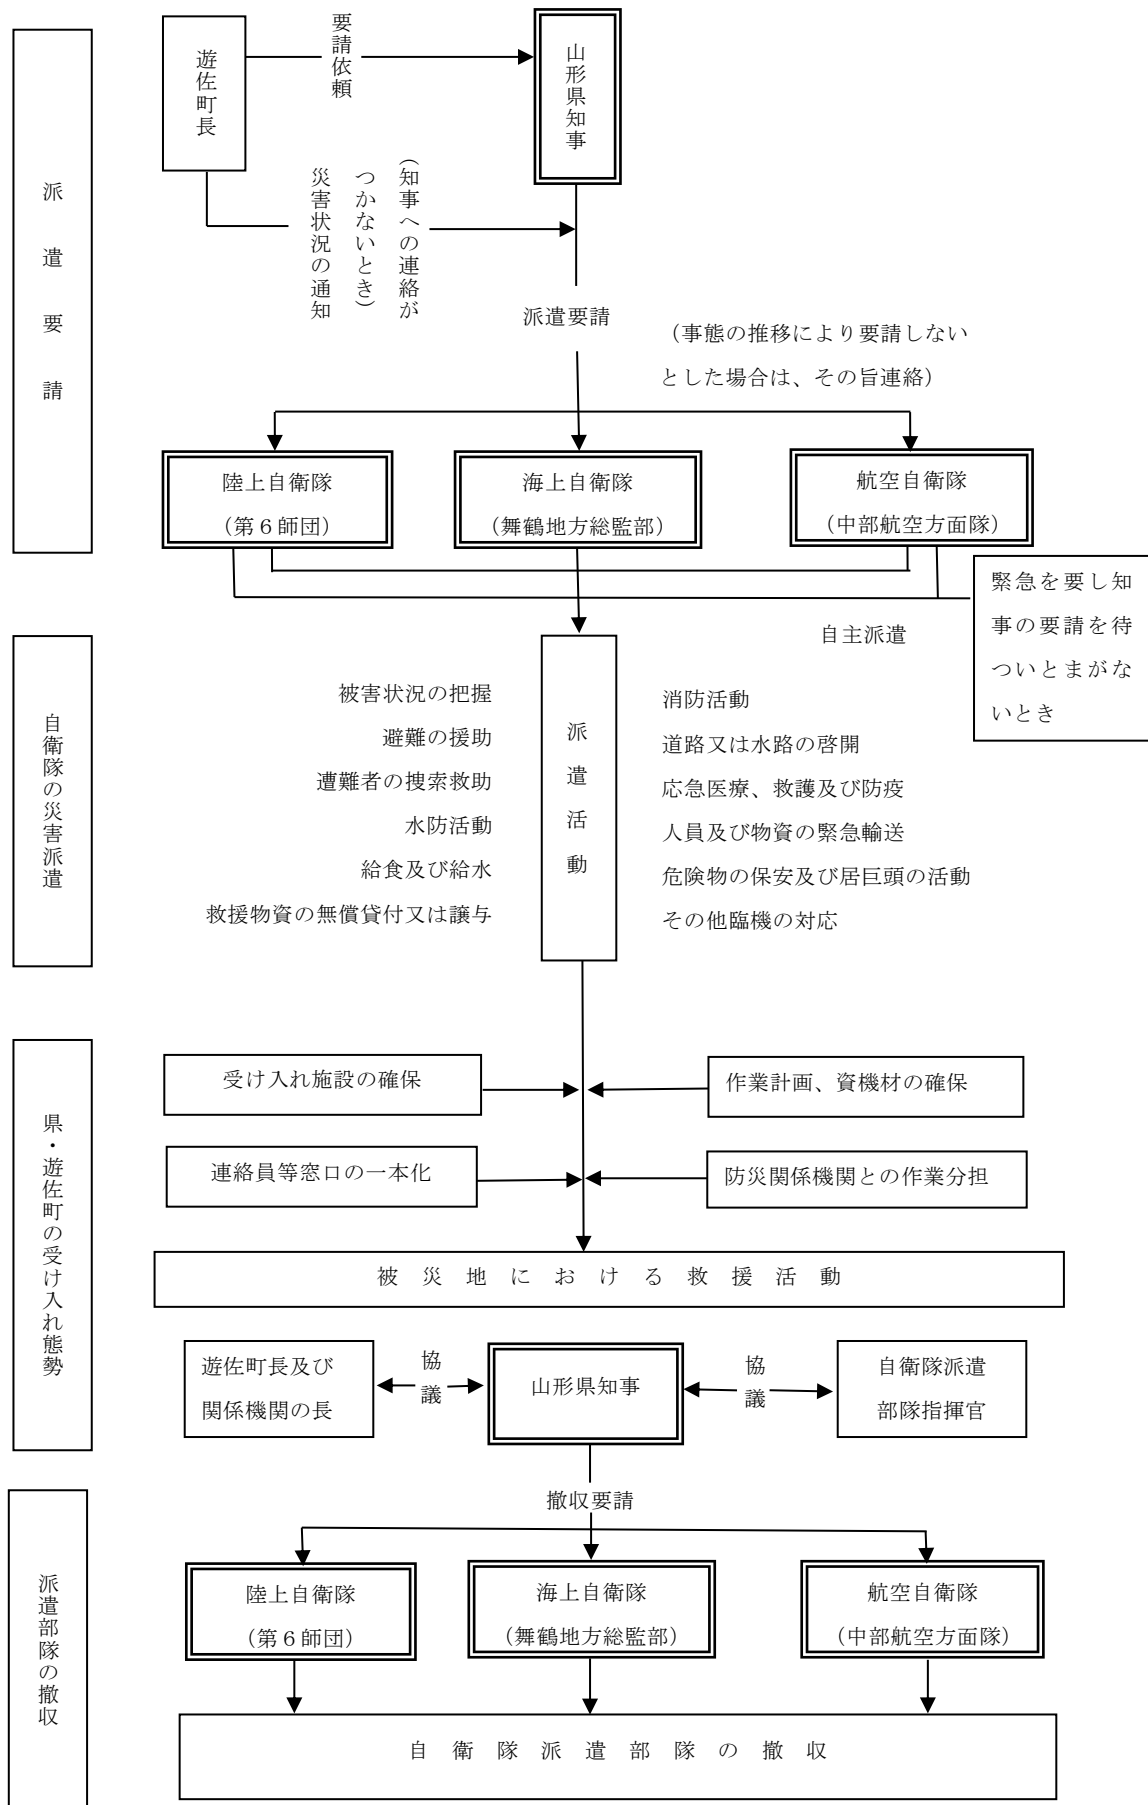 派遣要請
遊佐町長
要請依頼
山形県知事
(知事への連絡が
つかないとき)
災害状況の通知
派遣要請
（事態の推移により要請しない
とした場合は、その旨連絡）
陸上自衛隊
（第６師団）
海上自衛隊
（舞鶴地方総監部）
航空自衛隊
（中部航空方面隊）
緊急を要し知
事の要請を待
ついとまがな
いとき
自主派遣
自衛隊の災害派遣
被害状況の把握
避難の援助
遭難者の捜索救助
水防活動
給食及び給水
救援物資の無償貸付又は譲与
派遣活動
消防活動
道路又は水路の啓開
応急医療、救護及び防疫
人員及び物資の緊急輸送
危険物の保安及び居巨頭の活動
その他臨機の対応
県・遊佐町の受け入れ態勢
受け入れ施設の確保
作業計画、資機材の確保
連絡員等窓口の一本化
防災関係機関との作業分担
被災地における救援活動
遊佐町長及び
関係機関の長
協議
山形県知事
協議
自衛隊派遣
部隊指揮官
派遣部隊の撤収
撤収要請
陸上自衛隊
（第６師団）
海上自衛隊
（舞鶴地方総監部）
航空自衛隊
（中部航空方面隊）
自衛隊派遣部隊の撤収